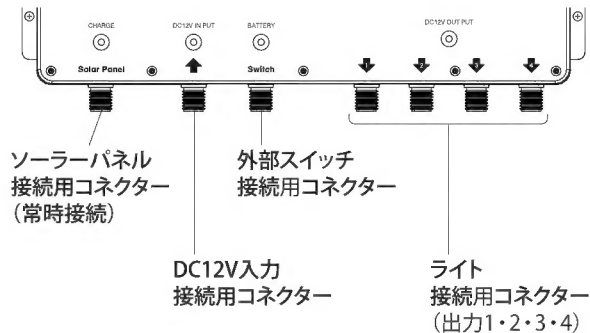 CHARGE
DC12V IN PUT
BATTERY
DC12V OUT PUT
Solar Panel
Switch
1
2
3
4
ソーラーパネル
接続用コネクター
（常時接続）
外部スイッチ
接続用コネクター
DC12V入力
接続用コネクター
ライト
接続用コネクター
（出力1・2・3・4）